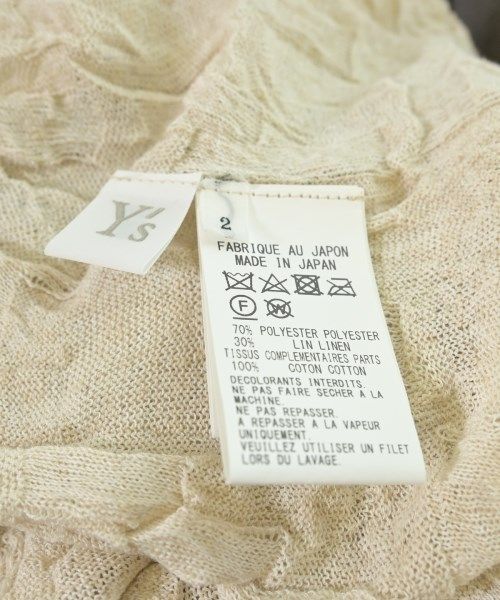 Y's
2
FABRIQUE AU JAPON
MADE IN JAPAN
F
W
70% POLYESTER POLYESTER
30% LIN LINEN
TISSUS COMPLEMENTAIRES PARTS
100% COTON COTTON
DECOLORANTS INTERDITS.
NE PAS FAIRE SECHER A LA
MACHINE.
NE PAS REPASSER.
A REPASSER A LA VAPEUR
UNIQUEMENT.
VEUILLEZ UTILISER UN FILET
LORS DU LAVAGE.